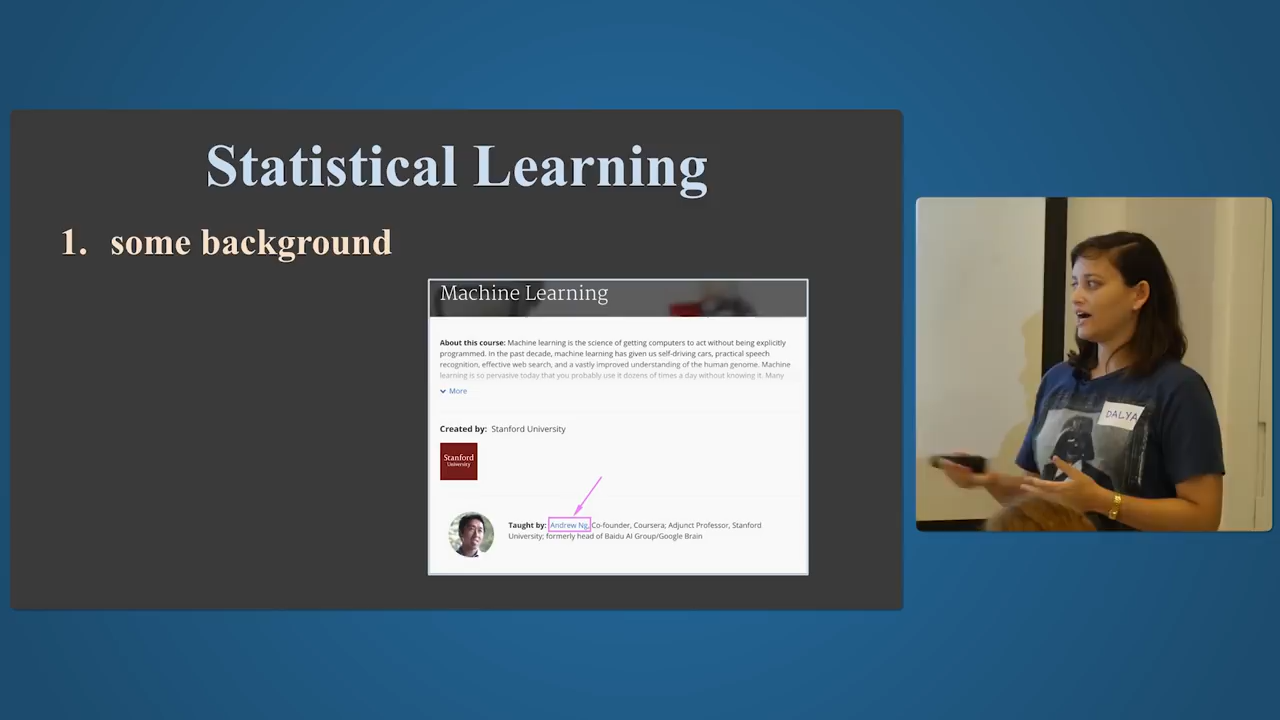 Statistical Learning
1. some background
Machine Learning
About this course: Machine learning is the science of getting computers to act without being explicitly
programmed. In the past decade, machine learning has given us self-driving cars, practical speech
recognition, effective web search, and a vastly improved understanding of the human genome. Machine
learning is so pervasive today that you probably use it dozens of times a day without knowing it. Many
More
Created by: Stanford University
Stanford
University
Taught by: Andrew Ng, Co-founder, Coursera; Adjunct Professor, Stanford
University; formerly head of Baidu AI Group/Google Brain
DALYA